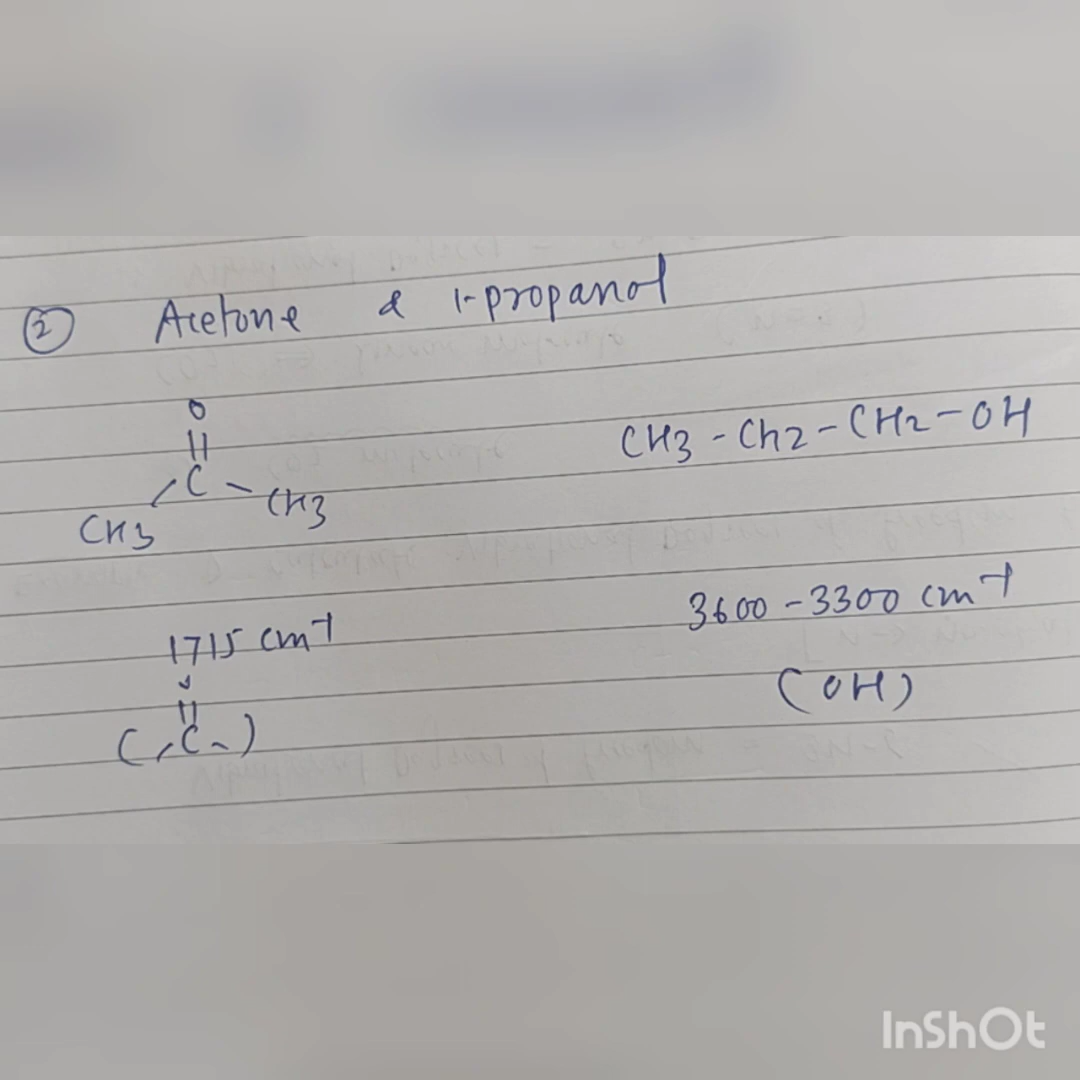 ② Acetone & 1-propanol
O
||
C
CH3 CH3
CH3 - Ch2 - CH2 - OH
1715 cm-1
(C)
3600 - 3300 cm-1
(OH)
InShOt